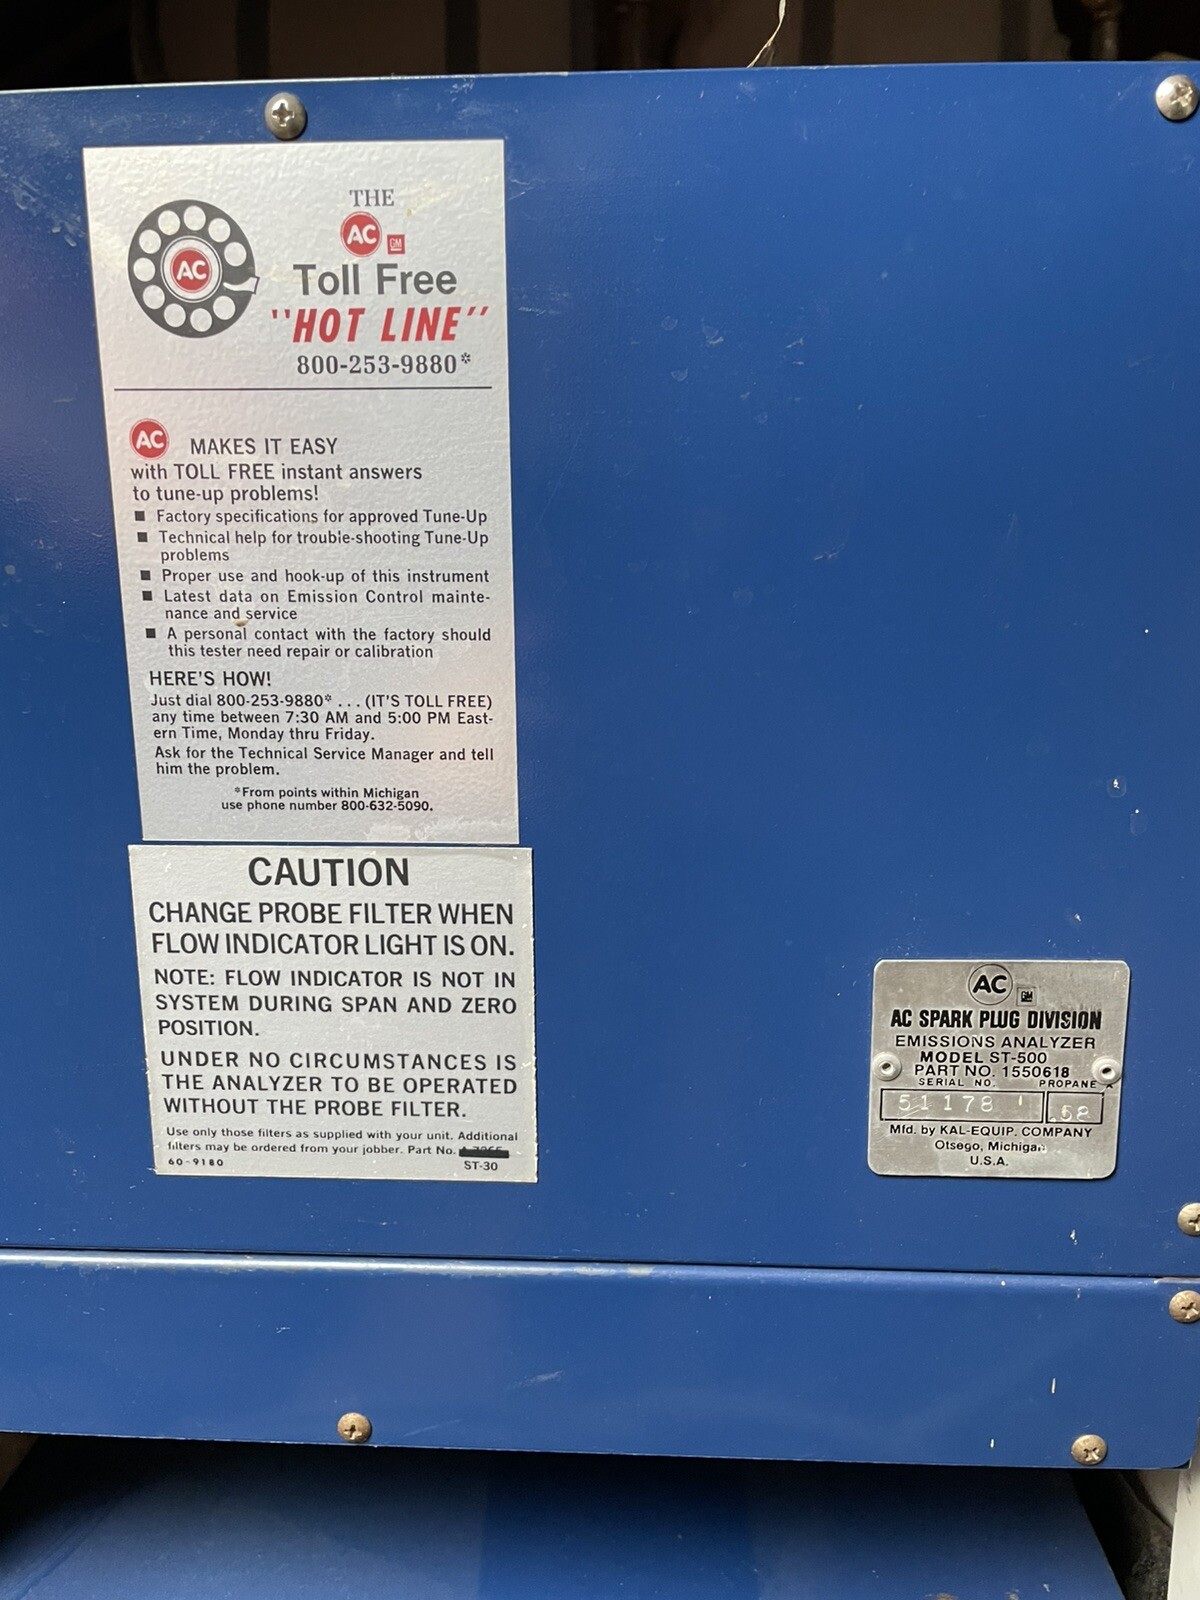 THE
AC GM
AC
Toll Free
"HOT LINE"
800-253-9880*
AC MAKES IT EASY
with TOLL FREE instant answers
to tune-up problems!
■ Factory specifications for approved Tune-Up
■ Technical help for trouble-shooting Tune-Up
problems
■ Proper use and hook-up of this instrument
■ Latest data on Emission Control mainte-
nance and service
■ A personal contact with the factory should
this tester need repair or calibration
HERE'S HOW!
Just dial 800-253-9880* ... (IT'S TOLL FREE)
any time between 7:30 AM and 5:00 PM East-
ern Time, Monday thru Friday.
Ask for the Technical Service Manager and tell
him the problem.
*From points within Michigan
use phone number 800-632-5090.
CAUTION
CHANGE PROBE FILTER WHEN
FLOW INDICATOR LIGHT IS ON.
NOTE: FLOW INDICATOR IS NOT IN
SYSTEM DURING SPAN AND ZERO
POSITION.
UNDER NO CIRCUMSTANCES IS
THE ANALYZER TO BE OPERATED
WITHOUT THE PROBE FILTER.
Use only those filters as supplied with your unit. Additional
filters may be ordered from your jobber. Part No.
60-9180 ST-30
AC GM
AC SPARK PLUG DIVISION
EMISSIONS ANALYZER
MODEL ST-500
PART NO. 1550618
SERIAL NO. PROPANE
51178 .58
Mfd. by KAL-EQUIP. COMPANY
Otsego, Michigan
U.S.A.